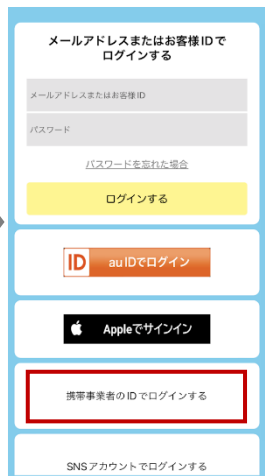 メールアドレスまたはお客様IDで
ログインする
メールアドレスまたはお客様ID
パスワード
パスワードを忘れた場合
ログインする
ID au IDでログイン
Appleでサインイン
携帯事業者のIDでログインする
SNSアカウントでログインする